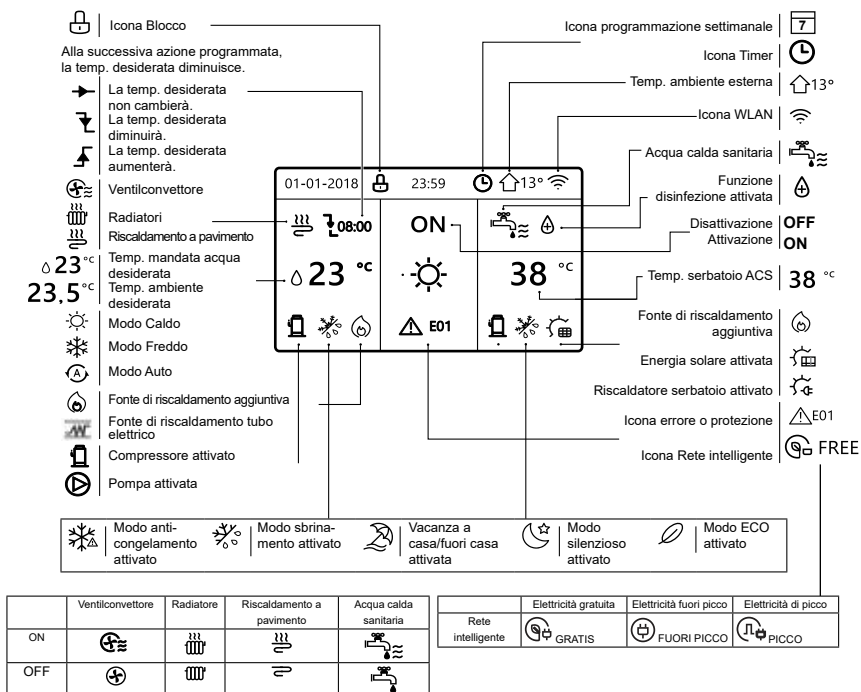 Icona Blocco
Alla successiva azione programmata,
la temp. desiderata diminuisce.
La temp. desiderata
non cambierà.
La temp. desiderata
diminuirà.
La temp. desiderata
aumenterà.
Ventilconvettore
Radiatori
Riscaldamento a pavimento
23 °C
Temp. mandata acqua
desiderata
23,5 °C
Temp. ambiente
desiderata
Modo Caldo
Modo Freddo
A
Modo Auto
Fonte di riscaldamento aggiuntiva
Fonte di riscaldamento tubo
elettrico
Compressore attivato
Pompa attivata
01-01-2018
23:59
13°
08:00
ON
23 °C
38 °C
E01
Icona programmazione settimanale
7
Icona Timer
Temp. ambiente esterna
13°
Icona WLAN
Acqua calda sanitaria
Funzione
disinfezione attivata
Disattivazione OFF
Attivazione ON
Temp. serbatoio ACS
38 °C
Fonte di riscaldamento
aggiuntiva
Energia solare attivata
Riscaldatore serbatoio attivato
Icona errore o protezione
E01
Icona Rete intelligente
FREE
Modo anti-
congelamento
attivato
Modo sbrina-
mento attivato
Vacanza a
casa/fuori casa
attivata
Modo
silenzioso
attivato
Modo ECO
attivato
Ventilconvettore
Radiatore
Riscaldamento a
pavimento
Acqua calda
sanitaria
ON
OFF
Elettricità gratuita
Elettricità fuori picco
Elettricità di picco
Rete
intelligente
GRATIS
FUORI PICCO
PICCO